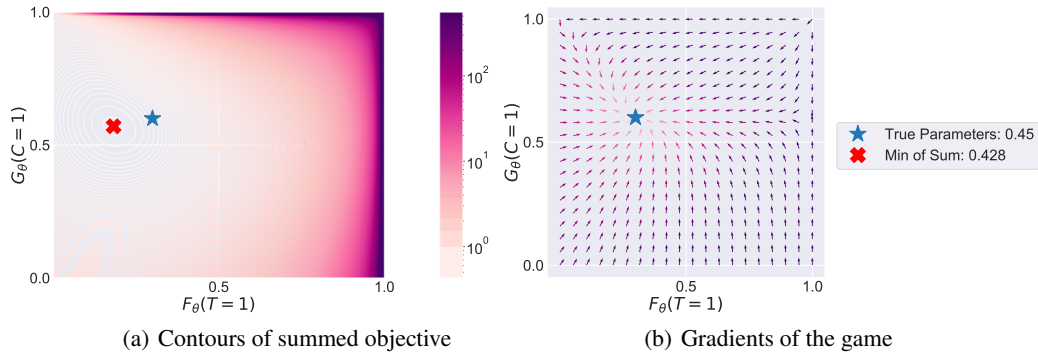 1.0
0.5
0.0
G_θ(C = 1)
0.5
1.0
F_θ(T = 1)
10^2
10^1
10^0
1.0
0.5
0.0
G_θ(C = 1)
0.5
1.0
F_θ(T = 1)
True Parameters: 0.45
Min of Sum: 0.428
(a) Contours of summed objective
(b) Gradients of the game